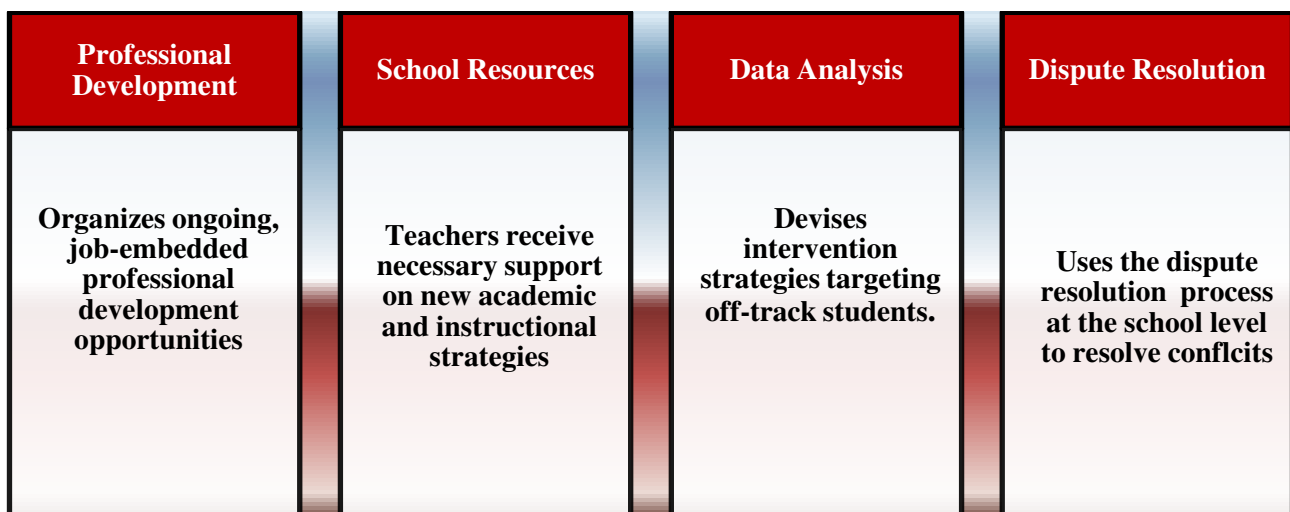 Professional
Development
School Resources
Data Analysis
Dispute Resolution
Organizes ongoing,
job-embedded
professional
development
opportunities
Teachers receive
necessary support
on new academic
and instructional
strategies
Devises
intervention
strategies targeting
off-track students.
Uses the dispute
resolution process
at the school level
to resolve conflcits